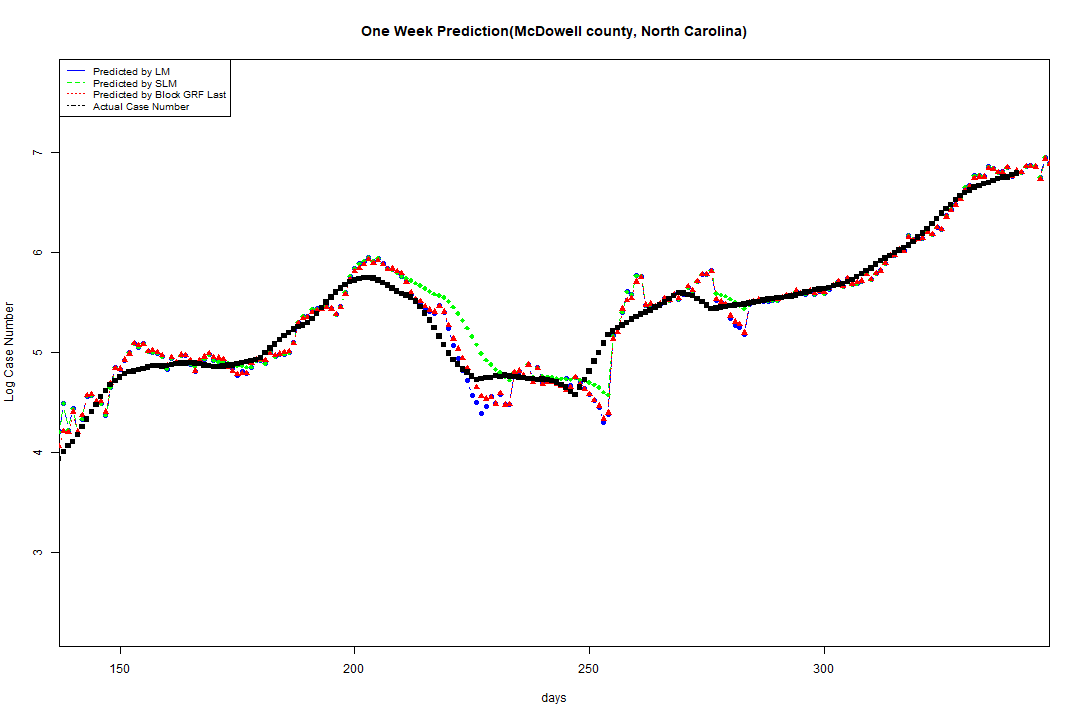 One Week Prediction(McDowell county, North Carolina)
Predicted by LM
Predicted by SLM
Predicted by Block GRF Last
Actual Case Number
7
6
5
4
3
Log Case Number
150 200 250 300
days